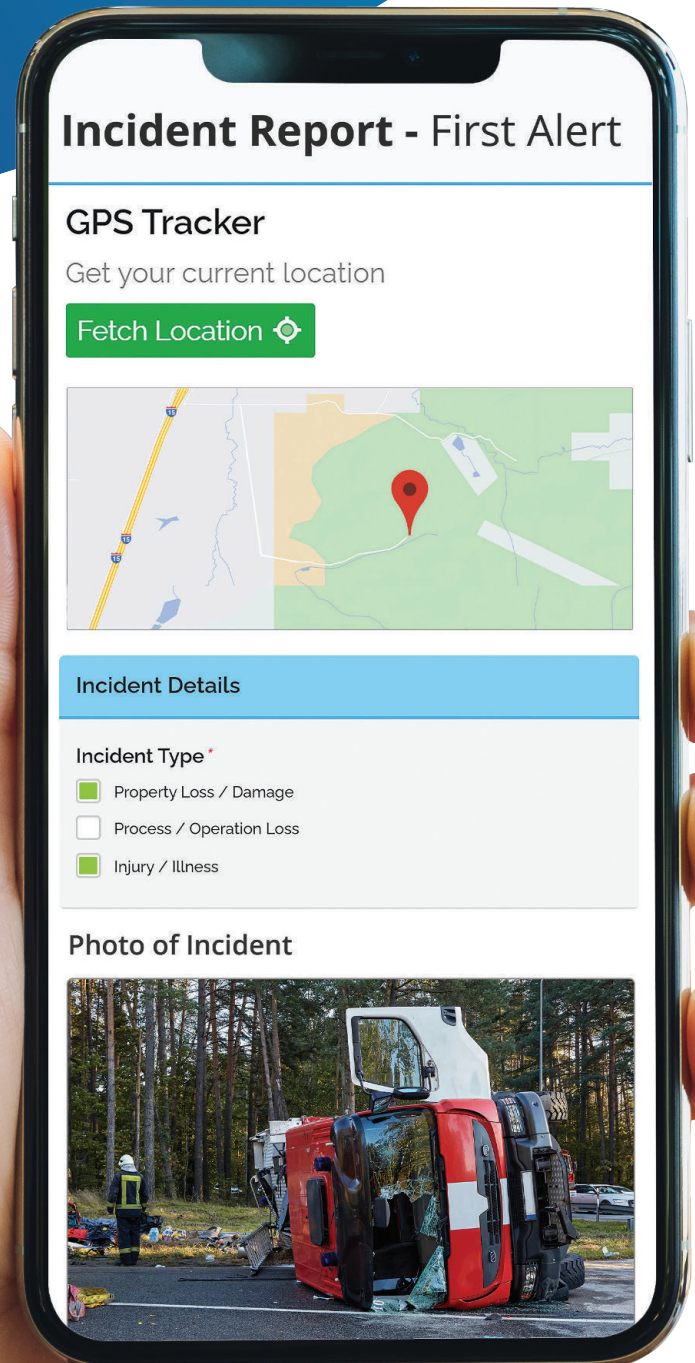 Incident Report - First Alert
GPS Tracker
Get your current location
Fetch Location
15
15
15
Incident Details
Incident Type*
Property Loss / Damage
Process / Operation Loss
Injury / Illness
Photo of Incident